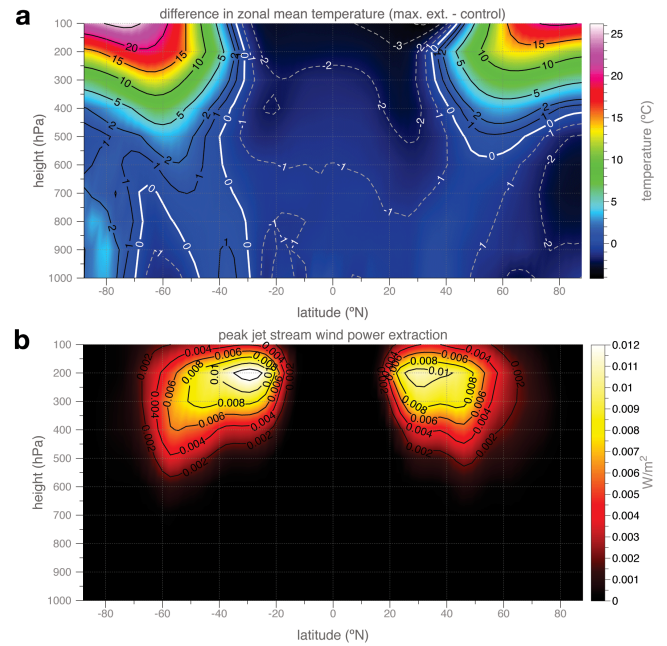 a
difference in zonal mean temperature (max. ext. - control)
100
200
300
400
500
600
700
800
900
1000
height (hPa)
-80 -60 -40 -20 0 20 40 60 80
latitude (ºN)
25
20
15
10
5
0
temperature (ºC)
20 15 10 5 2 1 0 -1 -2 -3
b
peak jet stream wind power extraction
100
200
300
400
500
600
700
800
900
1000
height (hPa)
-80 -60 -40 -20 0 20 40 60 80
latitude (ºN)
0.012
0.011
0.01
0.009
0.008
0.007
0.006
0.005
0.004
0.003
0.002
0.001
0
W/m²
0.002 0.004 0.006 0.008 0.01